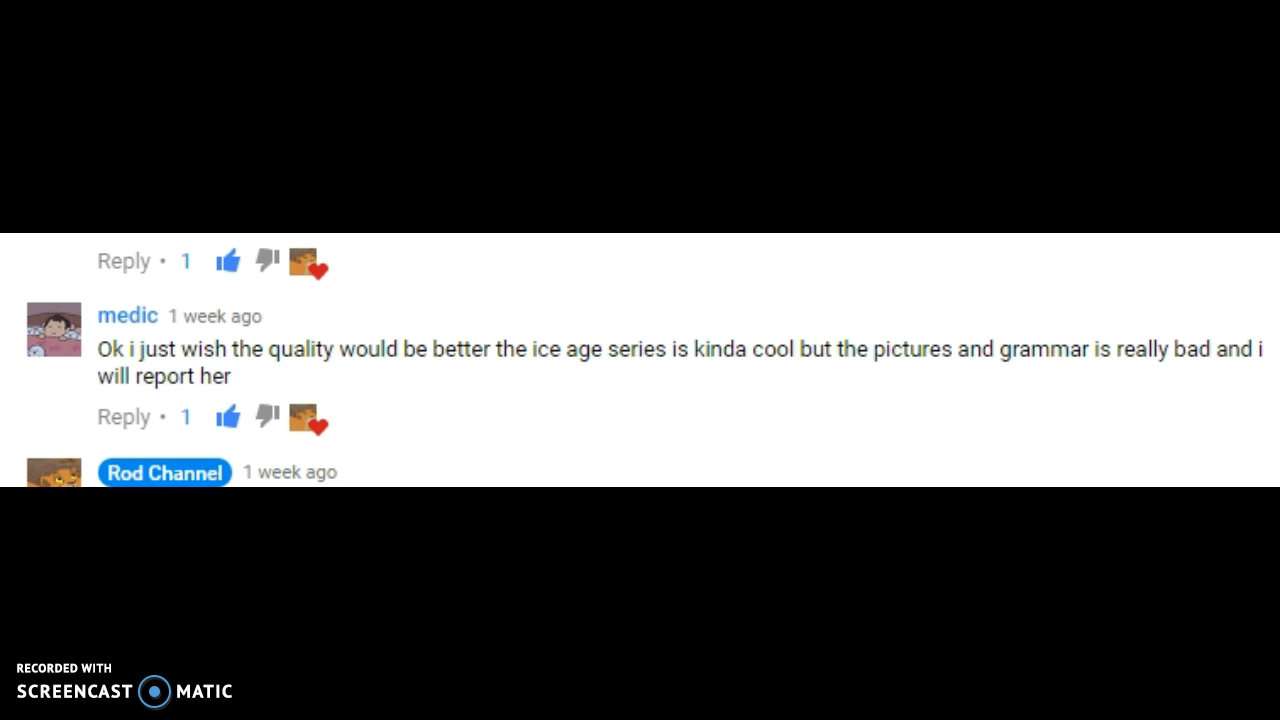 Reply • 1
medic 1 week ago
Ok i just wish the quality would be better the ice age series is kinda cool but the pictures and grammar is really bad and i
will report her
Reply • 1
Rod Channel 1 week ago
RECORDED WITH
SCREENCAST MATIC